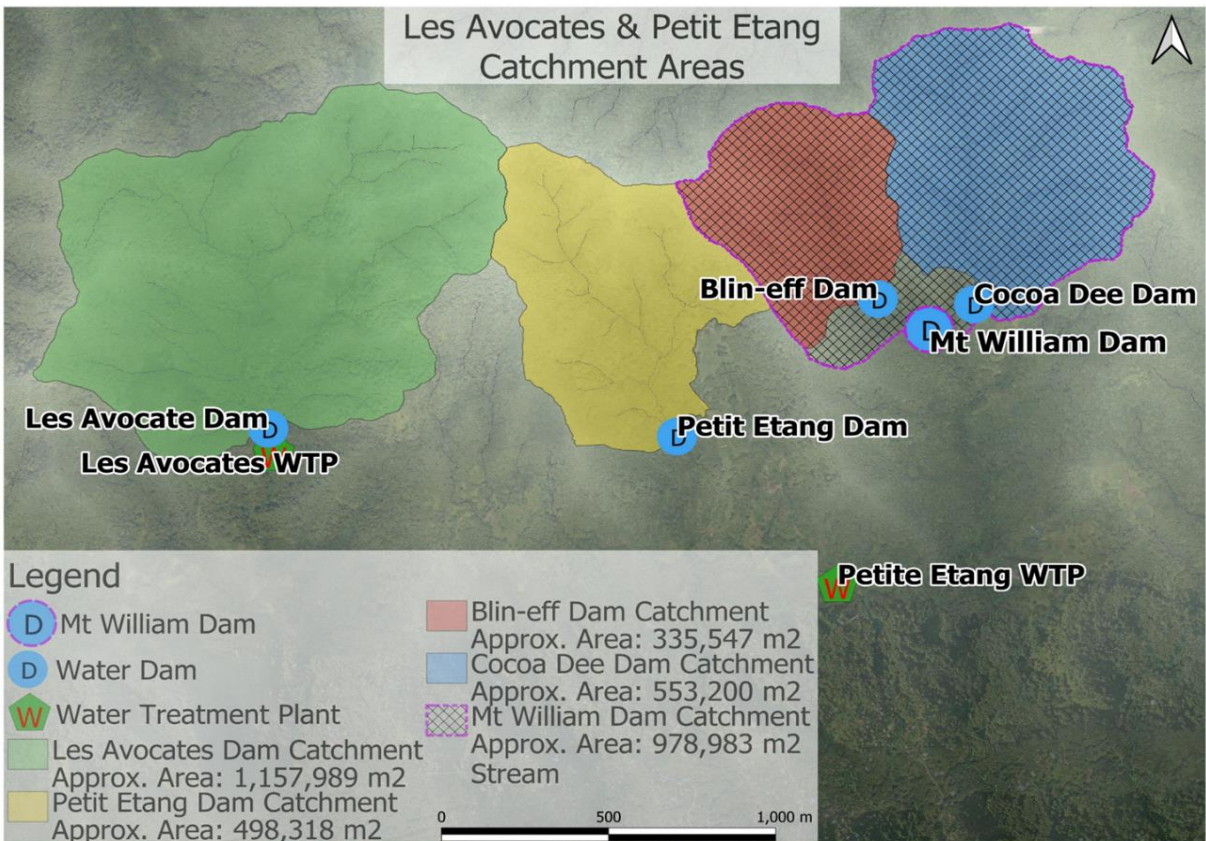 Les Avocates & Petit Etang
Catchment Areas
Blin-eff Dam
D
D
Cocoa Dee Dam
D
Mt William Dam
Les Avocate Dam
D
Petit Etang Dam
D
Les Avocates WTP
W
Petite Etang WTP
W
Legend
D
Mt William Dam
D
Water Dam
W
Water Treatment Plant
Les Avocates Dam Catchment
Approx. Area: 1,157,989 m2
Petit Etang Dam Catchment
Approx. Area: 498,318 m2
Blin-eff Dam Catchment
Approx. Area: 335,547 m2
Cocoa Dee Dam Catchment
Approx. Area: 553,200 m2
Mt William Dam Catchment
Approx. Area: 978,983 m2
Stream
0 500 1,000 m